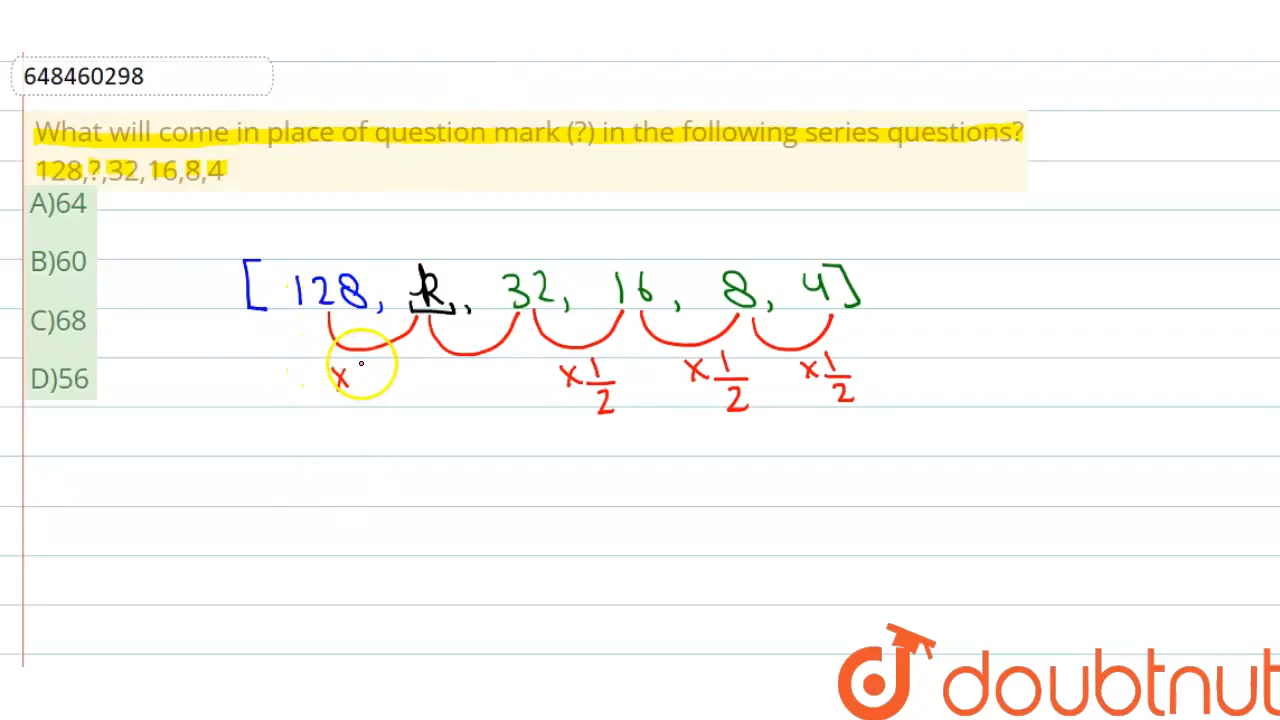 648460298
What will come in place of question mark (?) in the following series questions?
128,?,32,16,8,4
A)64
B)60
C)68
D)56
[ 128, k, 32, 16, 8, 4]
x x 1/2 x 1/2 x 1/2
doubtnut